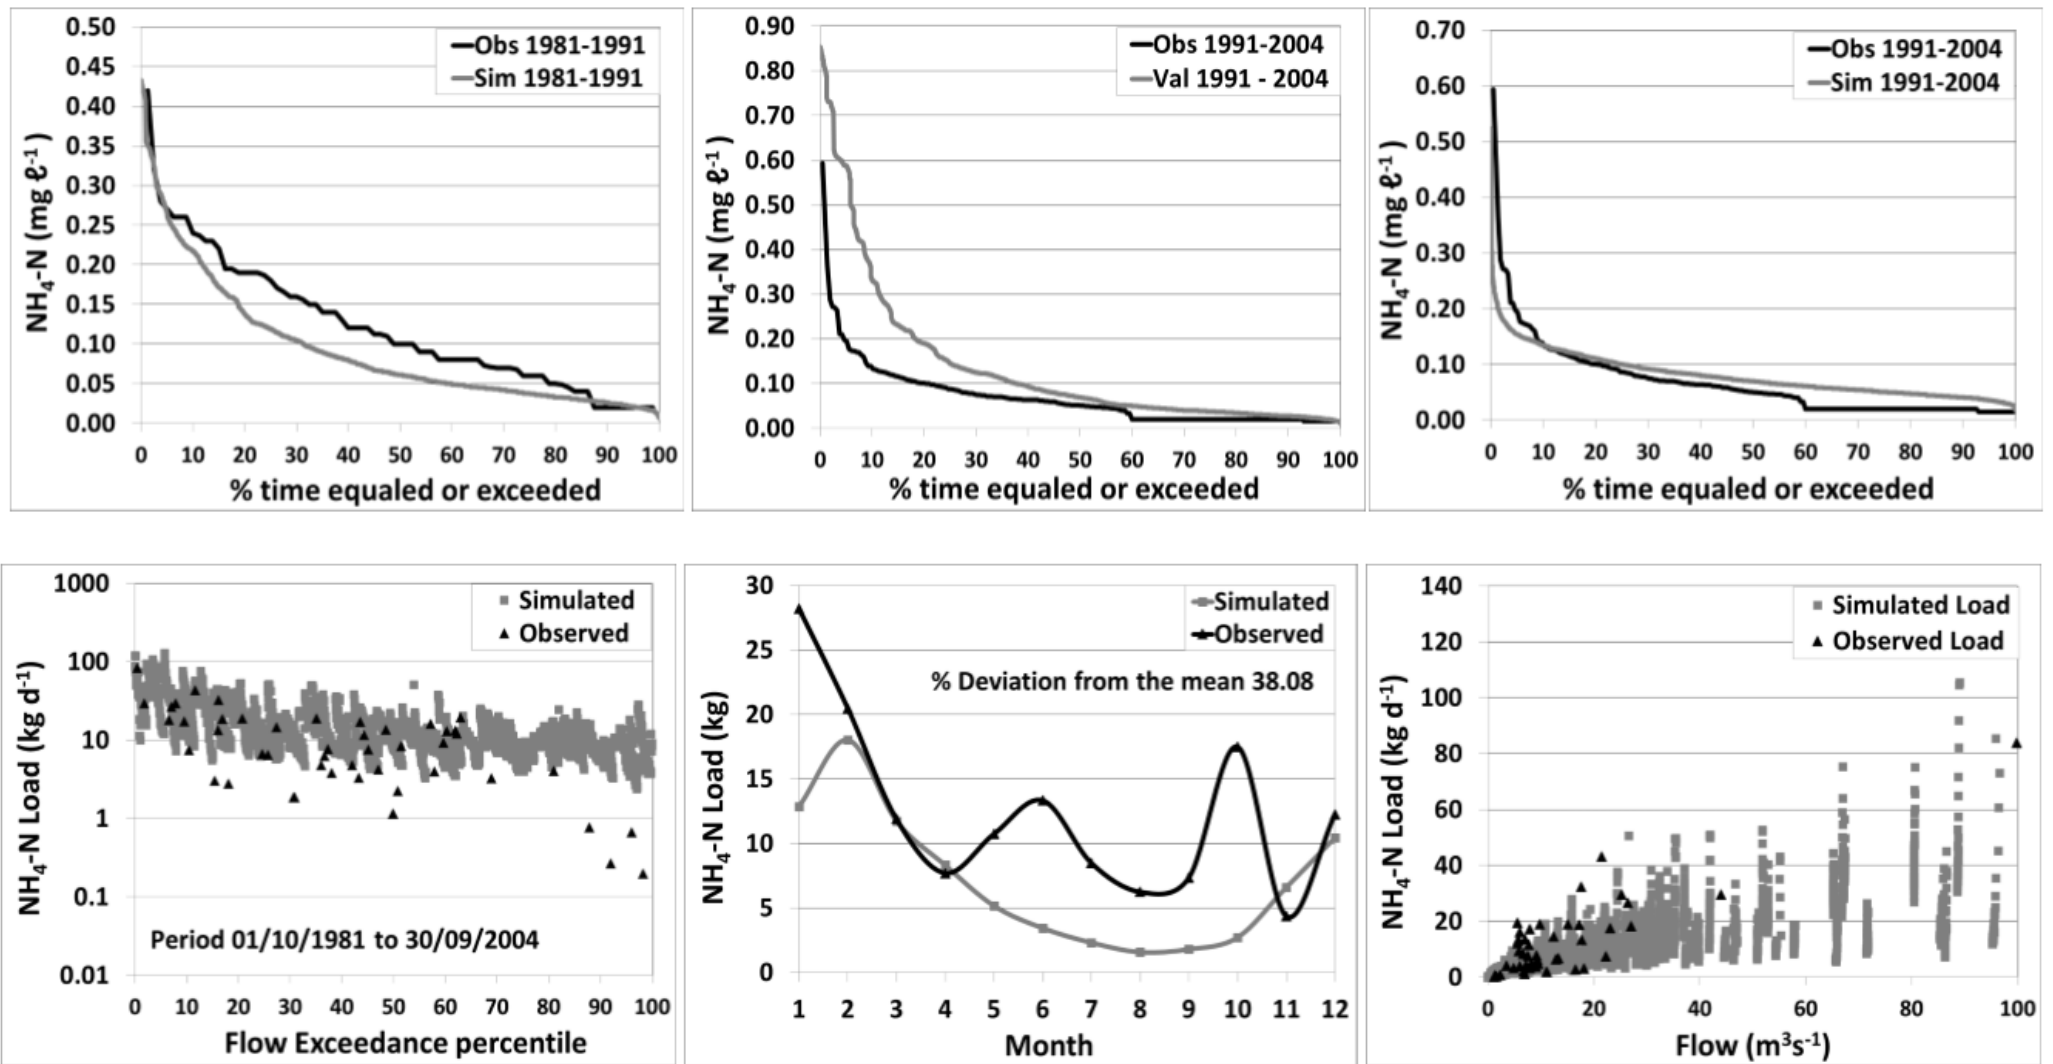 0.50
0.45
0.40
0.35
0.30
0.25
0.20
0.15
0.10
0.05
0.00
NH4-N (mg ℓ-1)
Obs 1981-1991
Sim 1981-1991
0 10 20 30 40 50 60 70 80 90 100
% time equaled or exceeded
0.90
0.80
0.70
0.60
0.50
0.40
0.30
0.20
0.10
0.00
NH4-N (mg ℓ-1)
Obs 1991-2004
Val 1991 - 2004
0 10 20 30 40 50 60 70 80 90 100
% time equaled or exceeded
0.70
0.60
0.50
0.40
0.30
0.20
0.10
0.00
NH4-N (mg ℓ-1)
Obs 1991-2004
Sim 1991-2004
0 10 20 30 40 50 60 70 80 90 100
% time equaled or exceeded
1000
100
10
1
0.1
0.01
NH4-N Load (kg d-1)
Simulated
Observed
Period 01/10/1981 to 30/09/2004
0 10 20 30 40 50 60 70 80 90 100
Flow Exceedance percentile
30
25
20
15
10
5
0
NH4-N Load (kg)
Simulated
Observed
% Deviation from the mean 38.08
1 2 3 4 5 6 7 8 9 10 11 12
Month
140
120
100
80
60
40
20
0
NH4-N Load (kg d-1)
Simulated Load
Observed Load
0 20 40 60 80 100
Flow (m3s-1)